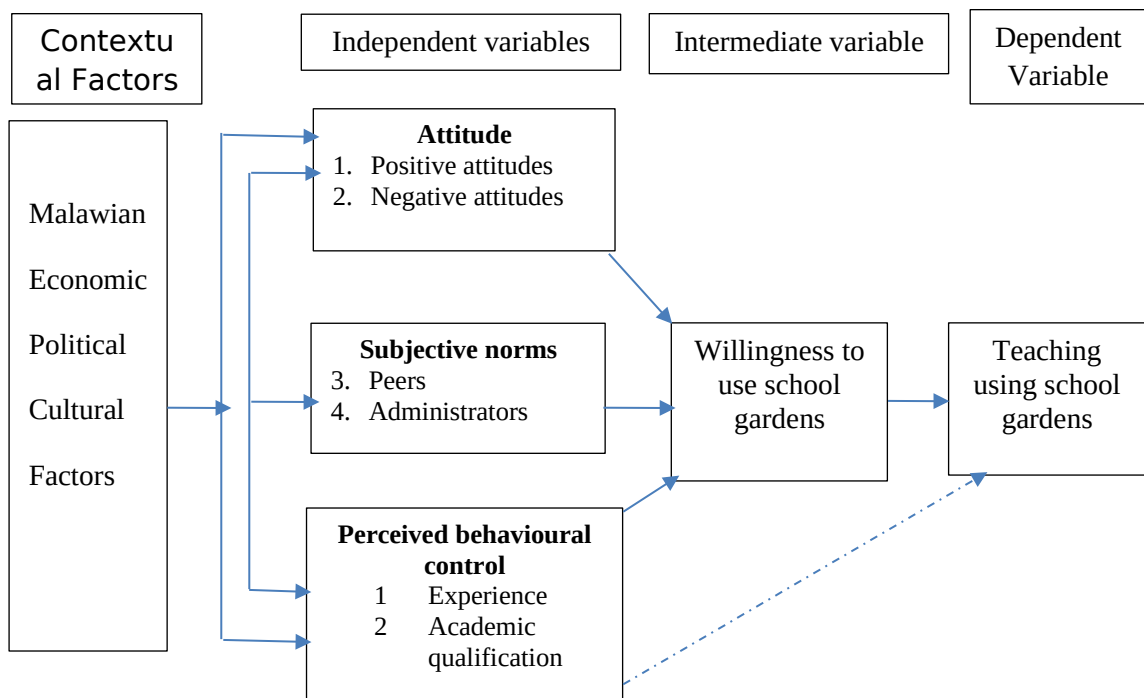 Contextu
al Factors
Independent variables
Intermediate variable
Dependent
Variable
Malawian
Economic
Political
Cultural
Factors
Attitude
1. Positive attitudes
2. Negative attitudes
Subjective norms
3. Peers
4. Administrators
Perceived behavioural
control
1 Experience
2 Academic
qualification
Willingness to
use school
gardens
Teaching
using school
gardens